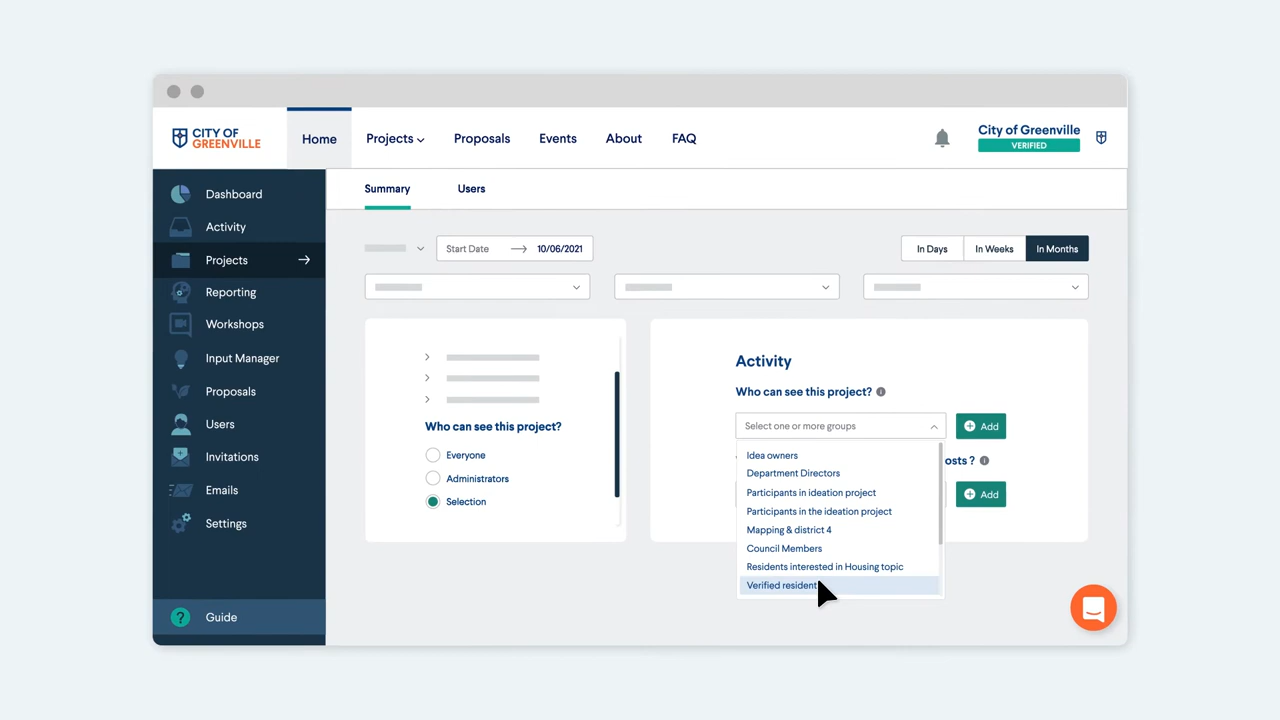 CITY OF
GREENVILLE
Home
Projects
Proposals
Events
About
FAQ
City of Greenville
VERIFIED
Dashboard
Activity
Projects
Reporting
Workshops
Input Manager
Proposals
Users
Invitations
Emails
Settings
Guide
Summary
Users
Start Date
10/06/2021
In Days
In Weeks
In Months
Who can see this project?
Everyone
Administrators
Selection
Activity
Who can see this project?
Select one or more groups
Add
Idea owners
Department Directors
Participants in ideation project
Participants in the ideation project
Mapping & district 4
Council Members
Residents interested in Housing topic
Verified resident
osts ?
Add